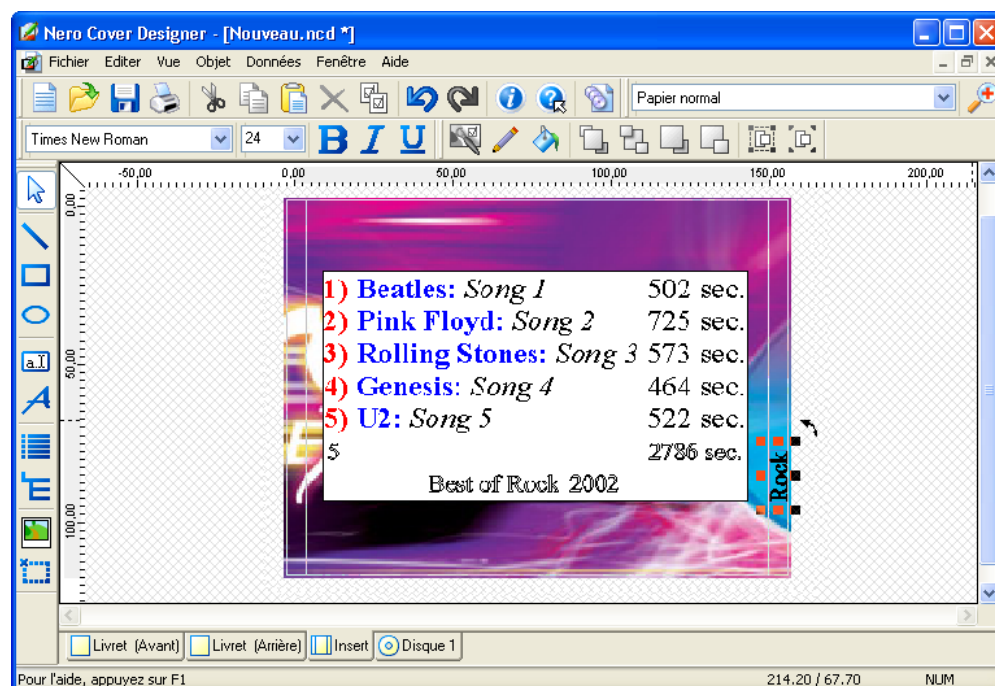 Nero Cover Designer - [Nouveau.ncd *]
Fichier Editer Vue Objet Données Fenêtre Aide
Papier normal
Times New Roman 24 B I U
-50,00 0,00 50,00 100,00 150,00 200,00
0,00
50,00
100,00
a.I
A
1) Beatles: Song 1 502 sec.
2) Pink Floyd: Song 2 725 sec.
3) Rolling Stones: Song 3 573 sec.
4) Genesis: Song 4 464 sec.
5) U2: Song 5 522 sec.
5 2786 sec.
Best of Rock 2002
Rock
Livret (Avant) Livret (Arrière) Insert Disque 1
Pour l'aide, appuyez sur F1 214.20 / 67.70 NUM